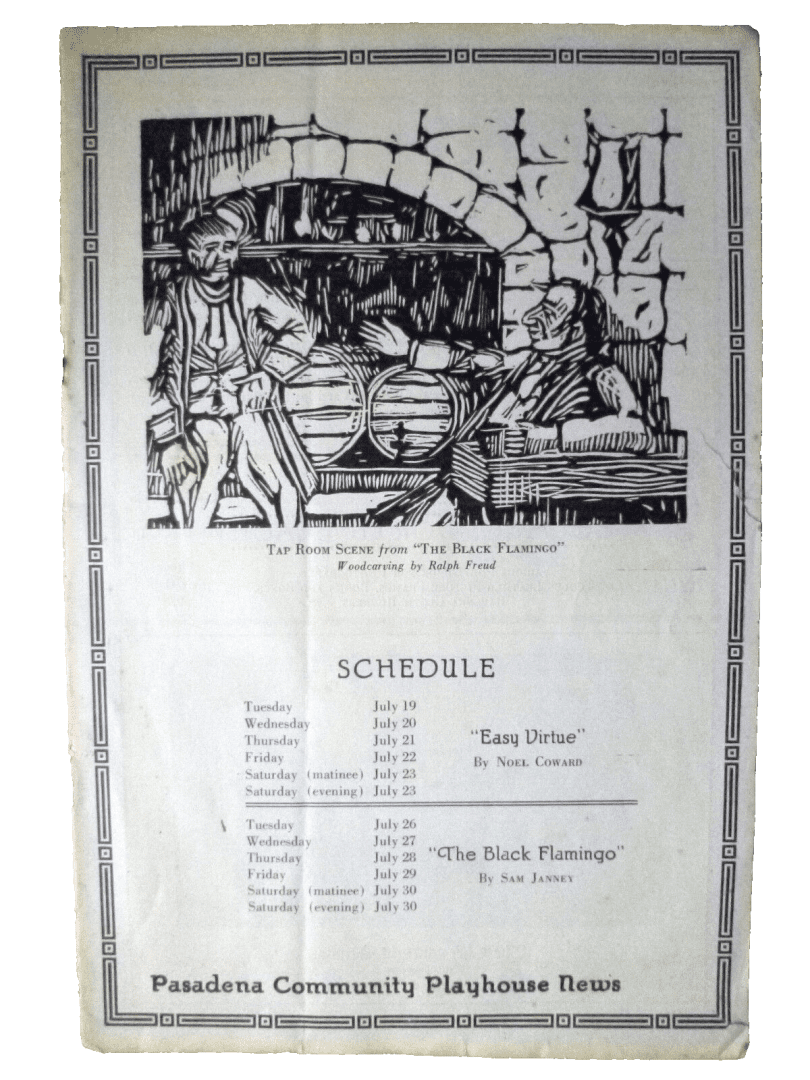 TAP ROOM SCENE from "THE BLACK FLAMINGO"
Woodcarving by Ralph Freud
SCHEDULE
Tuesday July 19
Wednesday July 20
Thursday July 21
Friday July 22
Saturday (matinee) July 23
Saturday (evening) July 23
"Easy Virtue"
BY NOEL COWARD
Tuesday July 26
Wednesday July 27
Thursday July 28
Friday July 29
Saturday (matinee) July 30
Saturday (evening) July 30
"The Black Flamingo"
BY SAM JANNEY
Pasadena Community Playhouse News